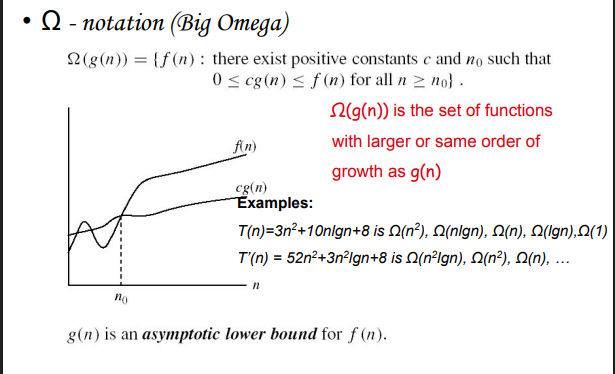 • Ω - notation (Big Omega)
Ω(g(n)) = {f(n) : there exist positive constants c and n₀ such that
0 ≤ cg(n) ≤ f(n) for all n ≥ n₀} .
Ω(g(n)) is the set of functions
with larger or same order of
growth as g(n)
f(n)
cg(n)
Examples:
T(n)=3n²+10nlgn+8 is Ω(n²), Ω(nlgn), Ω(n), Ω(lgn),Ω(1)
T'(n) = 52n²+3n²lgn+8 is Ω(n²lgn), Ω(n²), Ω(n), …
n
n₀
g(n) is an asymptotic lower bound for f(n).